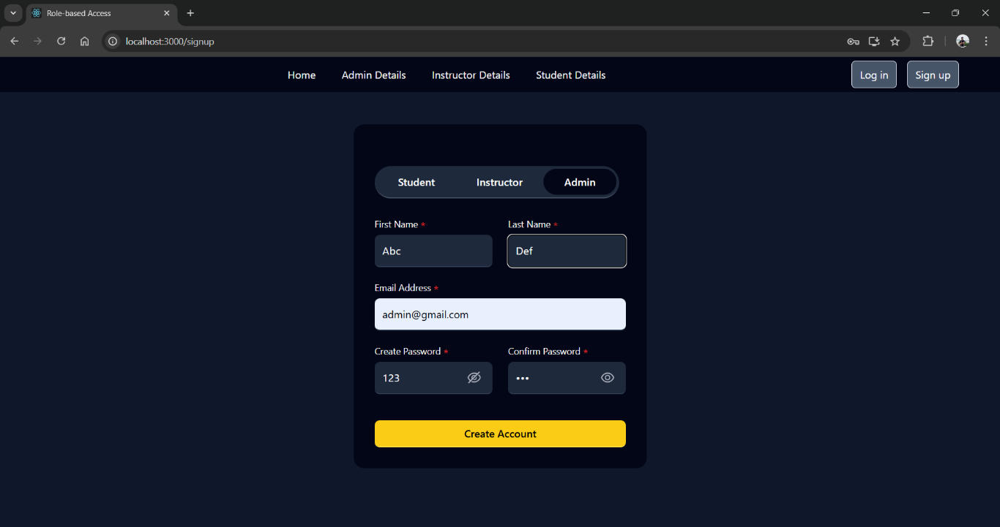 Role-based Access
localhost:3000/signup
Home Admin Details Instructor Details Student Details Log in Sign up
Student Instructor Admin
First Name * Last Name *
Abc Def
Email Address *
admin@gmail.com
Create Password * Confirm Password *
123 •••
Create Account